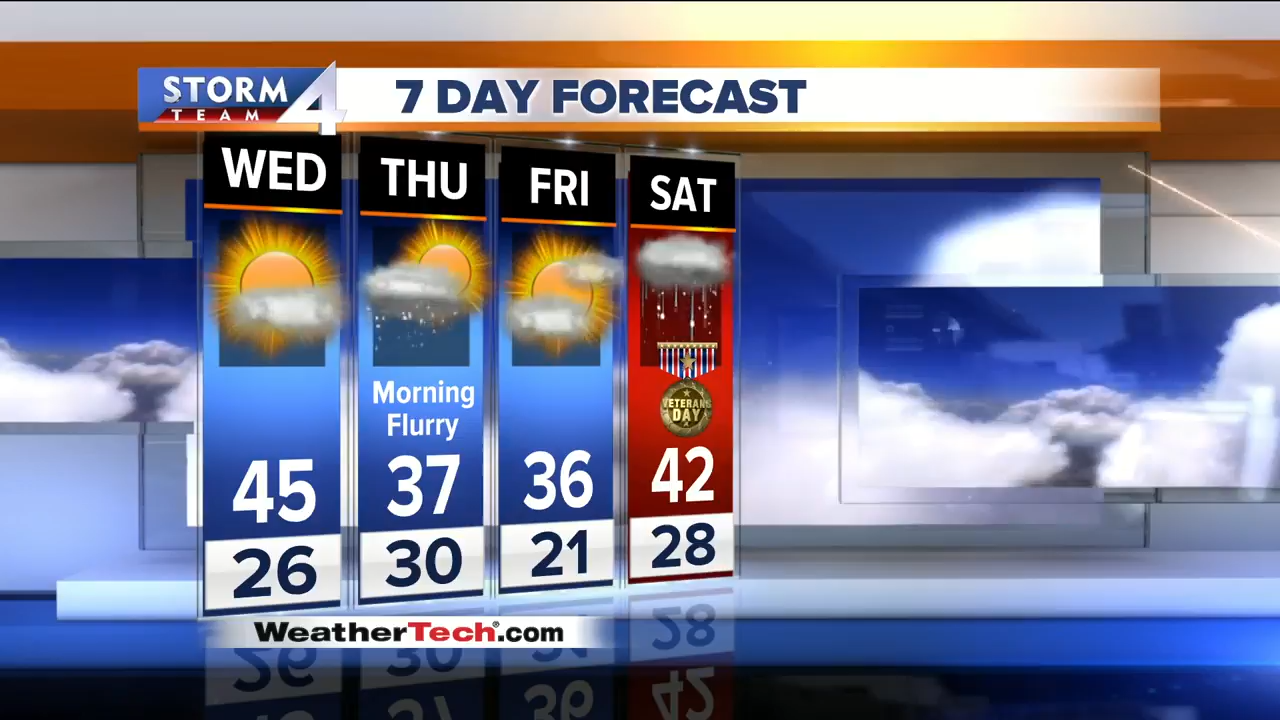 STORM
TEAM 4
7 DAY FORECAST
WED
THU
FRI
SAT
Morning
Flurry
VETERANS
DAY
45
37
36
42
26
30
21
28
WeatherTech®.com